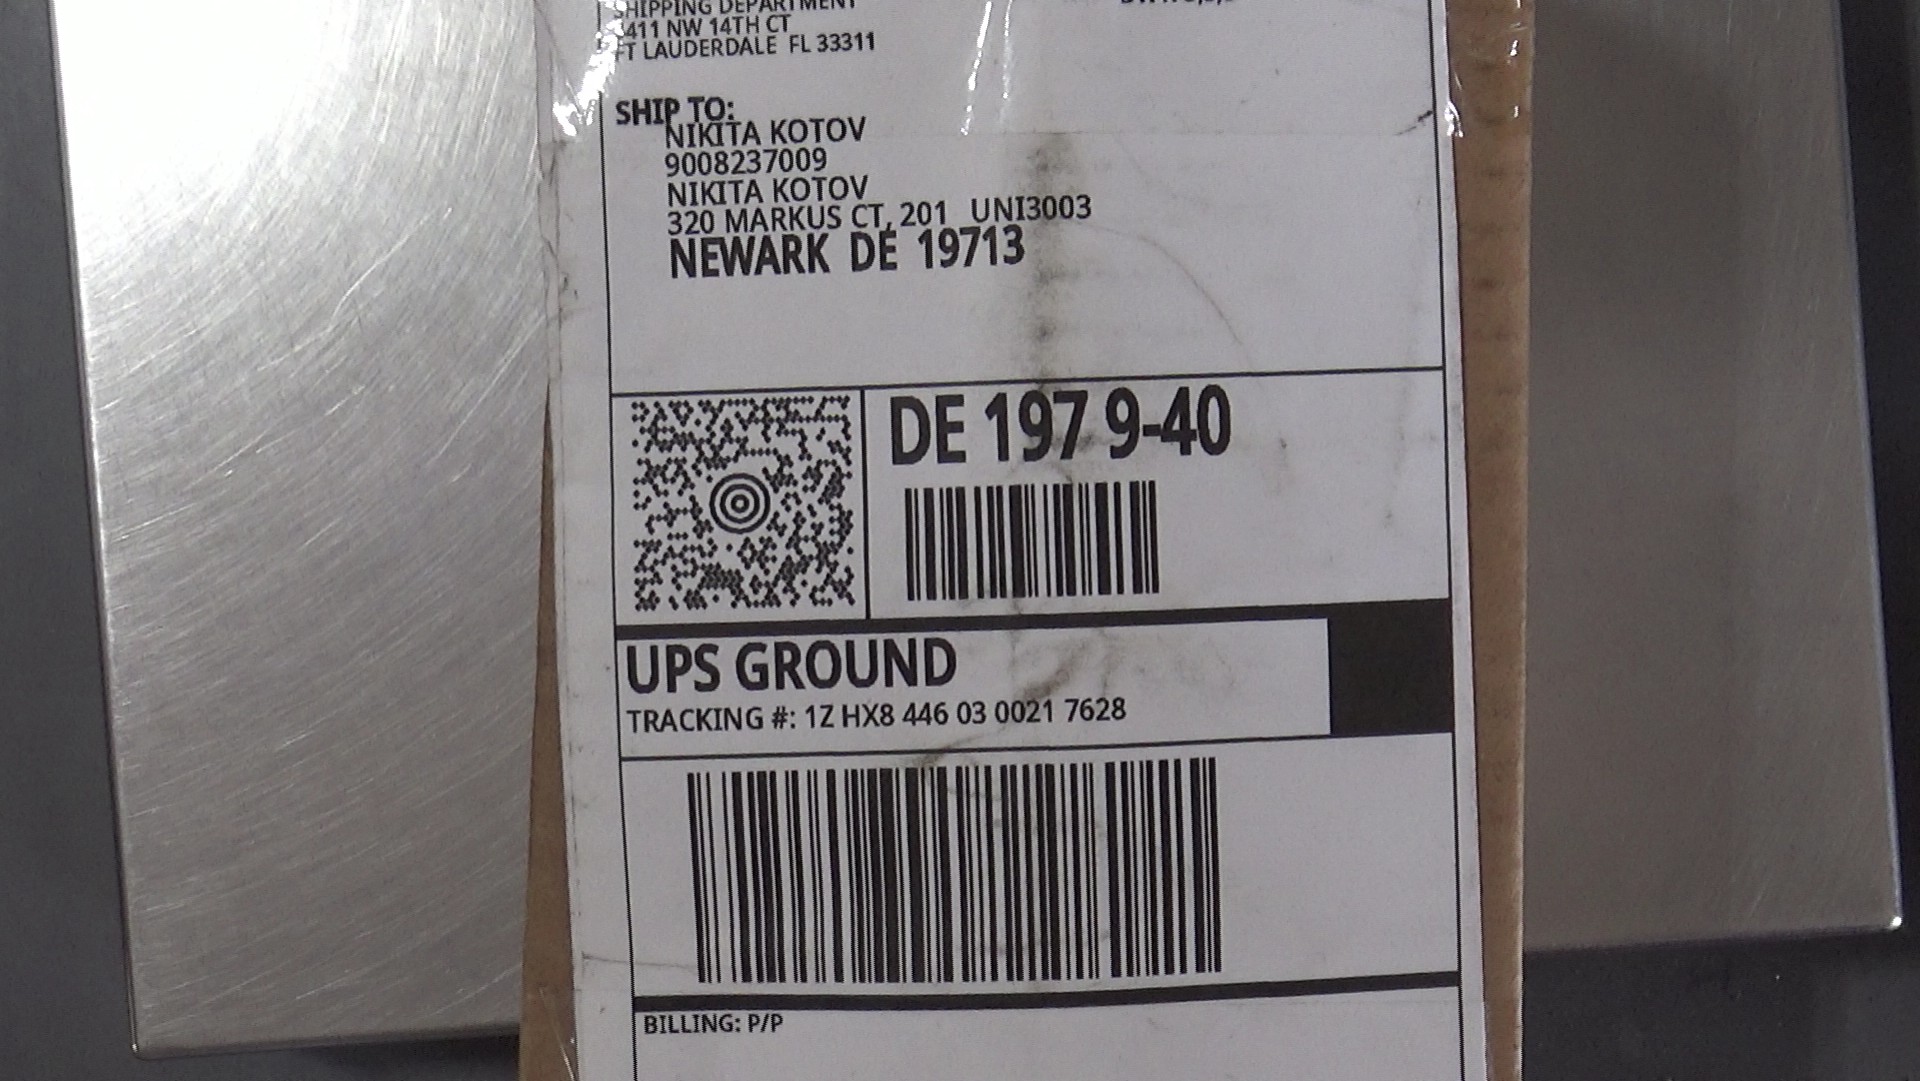 SHIPPING DEPARTMENT
411 NW 14TH CT
FT LAUDERDALE FL 33311
SHIP TO:
NIKITA KOTOV
9008237009
NIKITA KOTOV
320 MARKUS CT, 201 UNI3003
NEWARK DE 19713
DE 197 9-40
UPS GROUND
TRACKING #: 1Z HX8 446 03 0021 7628
BILLING: P/P